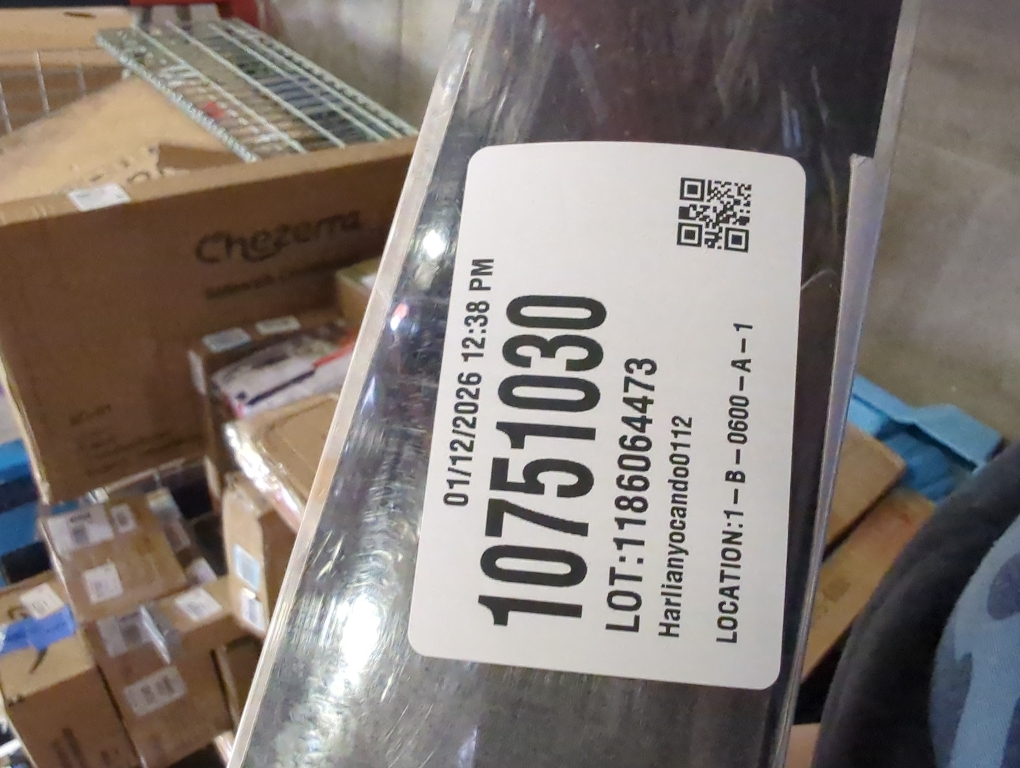 01/12/2026 12:38 PM
10751030
LOT:1186064473
Harlianyocando0112
LOCATION:1-B-0600-A-1
Chezerra